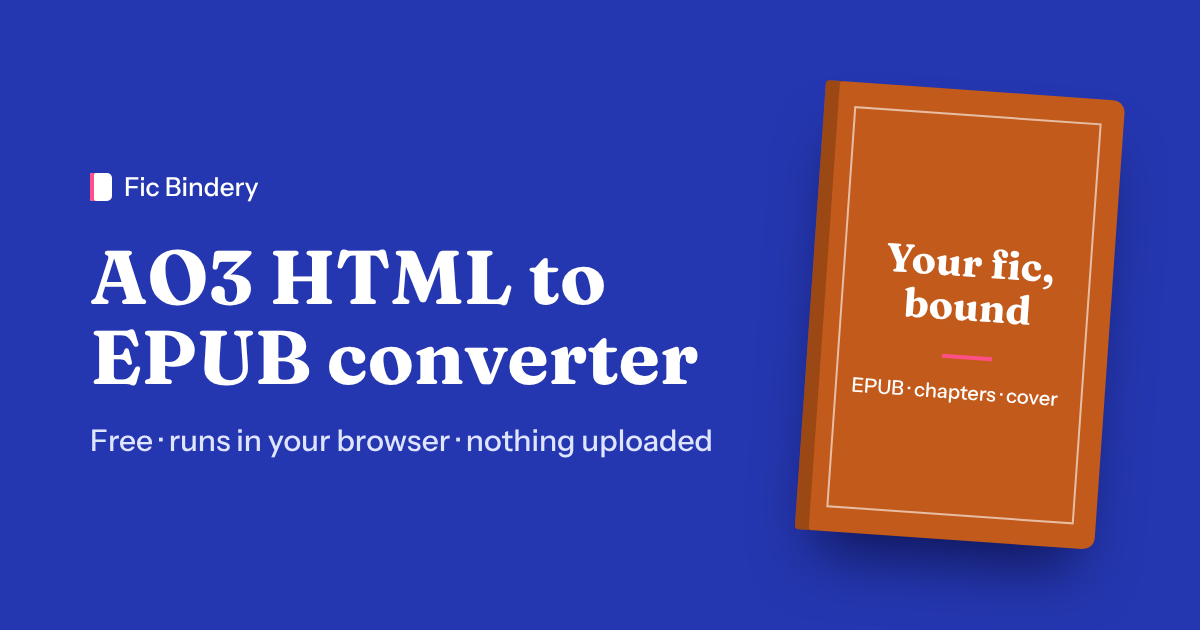 Fic Bindery
AO3 HTML to
EPUB converter
Free · runs in your browser · nothing uploaded
Your fic,
bound
EPUB · chapters · cover